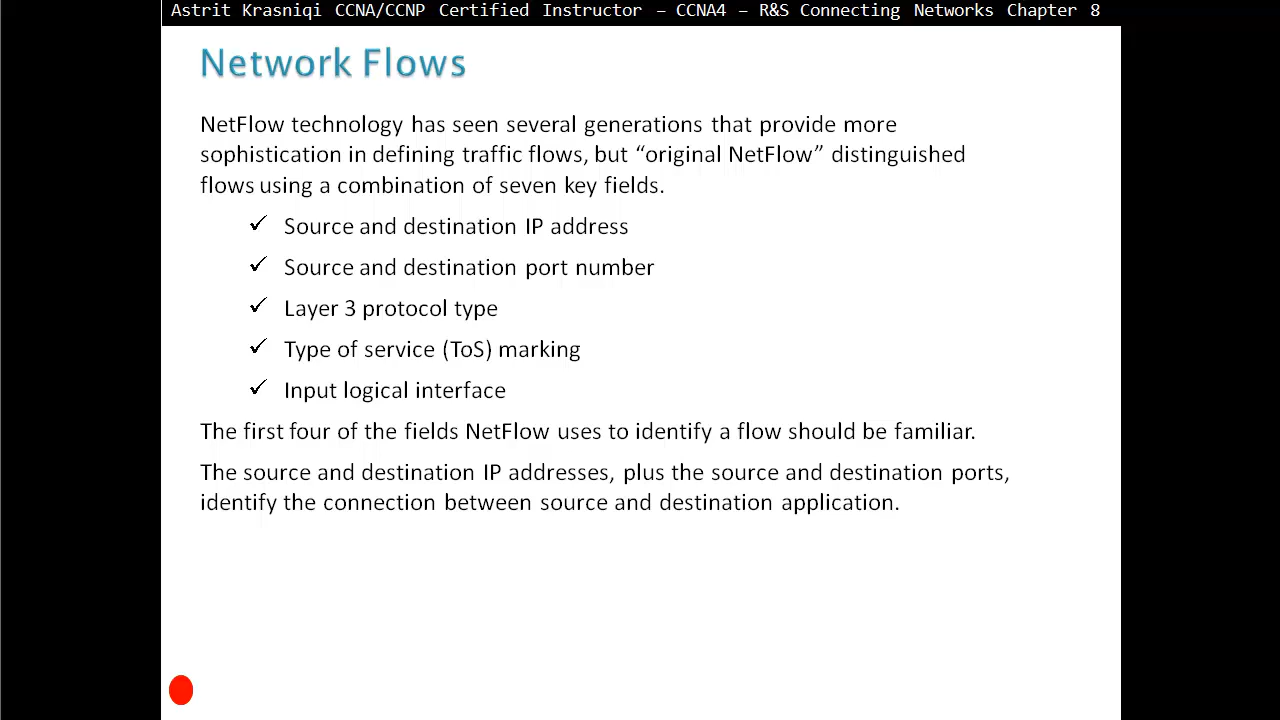 Astrit Krasniqi CCNA/CCNP Certified Instructor – CCNA4 – R&S Connecting Networks Chapter 8
Network Flows
NetFlow technology has seen several generations that provide more
sophistication in defining traffic flows, but “original NetFlow” distinguished
flows using a combination of seven key fields.
✓ Source and destination IP address
✓ Source and destination port number
✓ Layer 3 protocol type
✓ Type of service (ToS) marking
✓ Input logical interface
The first four of the fields NetFlow uses to identify a flow should be familiar.
The source and destination IP addresses, plus the source and destination ports,
identify the connection between source and destination application.